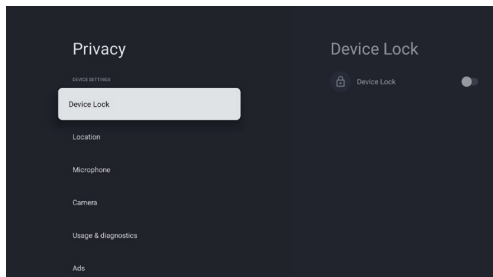 Privacy
DEVICE SETTINGS
Device Lock
Location
Microphone
Camera
Usage & diagnostics
Ads
Device Lock
Device Lock